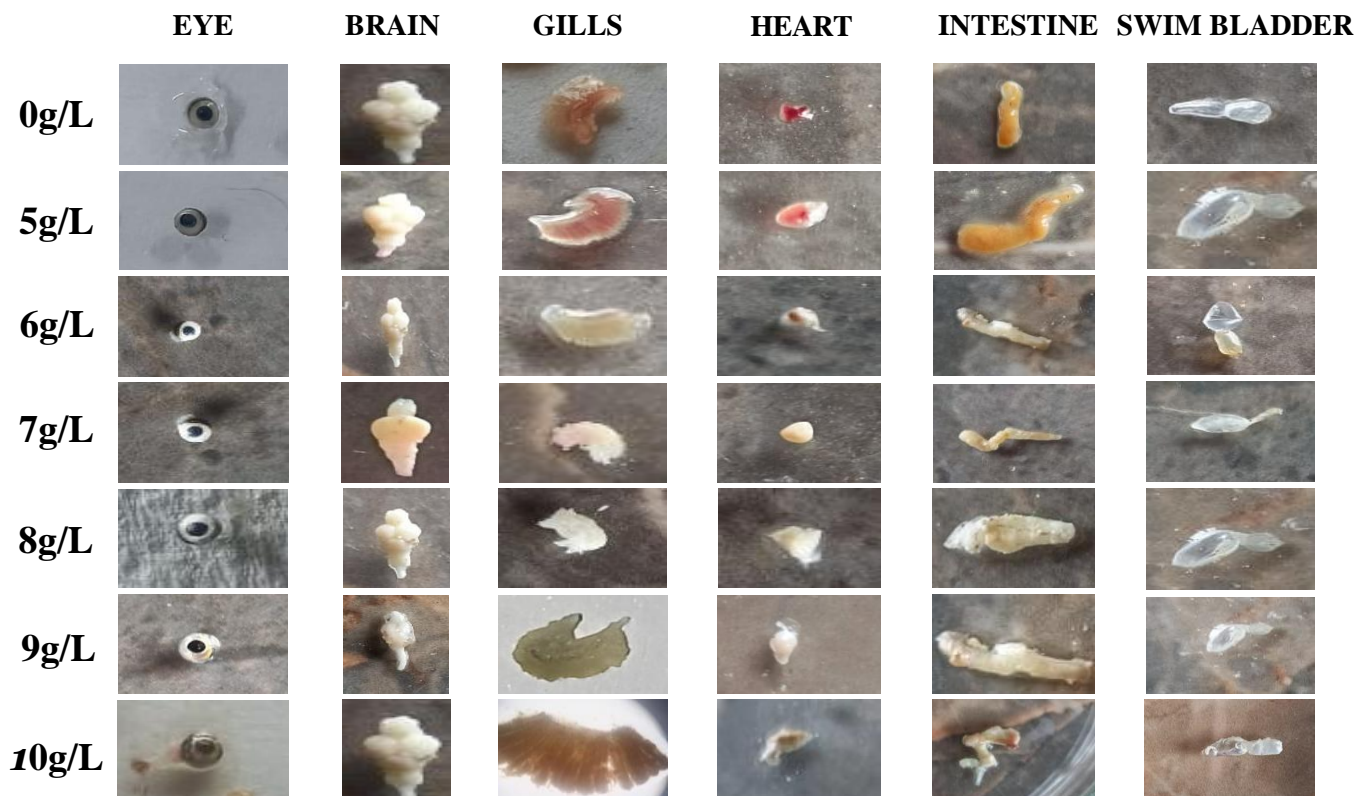 EYE BRAIN GILLS HEART INTESTINE SWIM BLADDER
0g/L
5g/L
6g/L
7g/L
8g/L
9g/L
10g/L